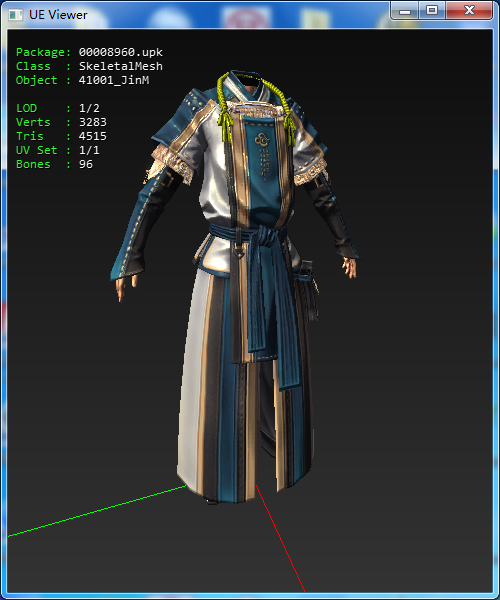 UE Viewer
Package: 00008960.upk
Class : SkeletalMesh
Object : 41001_JinM
LOD : 1/2
Verts : 3283
Tris : 4515
UV Set : 1/1
Bones : 96